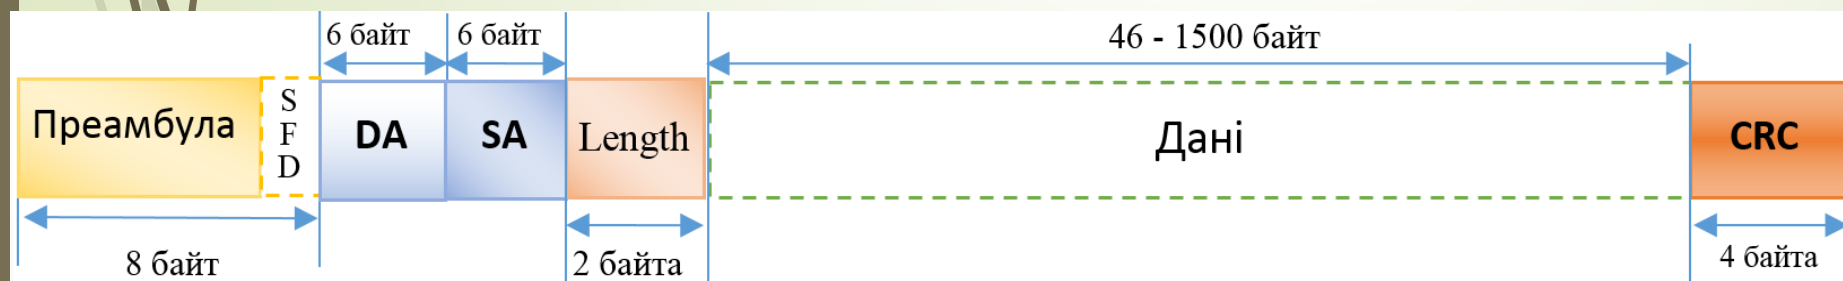 6 байт
6 байт
46 - 1500 байт
Преамбула
S
F
D
DA
SA
Length
Дані
CRC
8 байт
2 байта
4 байта